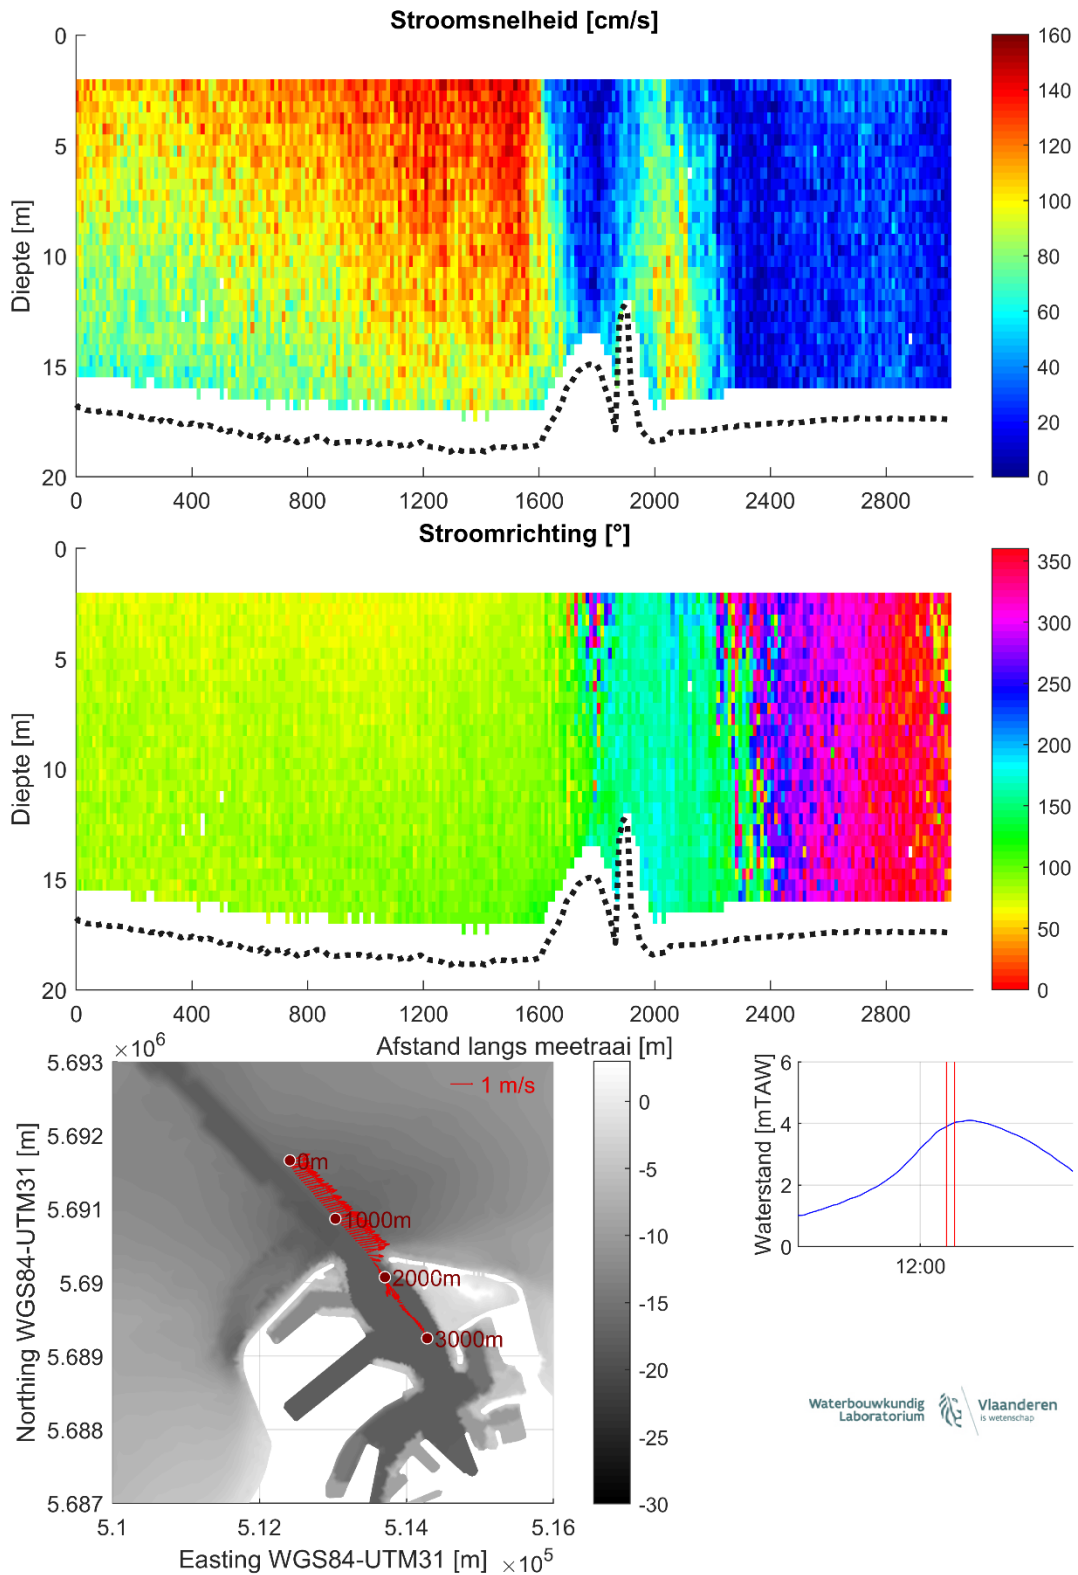 Stroomsnelheid [cm/s]
0
5
10
15
20
Diepte [m]
0 400 800 1200 1600 2000 2400 2800
160
140
120
100
80
60
40
20
0
Stroomrichting [°]
0
5
10
15
20
Diepte [m]
0 400 800 1200 1600 2000 2400 2800
350
300
250
200
150
100
50
0
Afstand langs meetraai [m]
×10⁶
5.693
5.692
5.691
5.69
5.689
5.688
5.687
Northing WGS84-UTM31 [m]
1 m/s
0m
1000m
2000m
3000m
5.1 5.12 5.14 5.16
Easting WGS84-UTM31 [m] ×10⁵
0
-5
-10
-15
-20
-25
-30
Waterstand [mTAW]
6
4
2
0
12:00
Waterbouwkundig
Laboratorium
Vlaanderen
is wetenschap